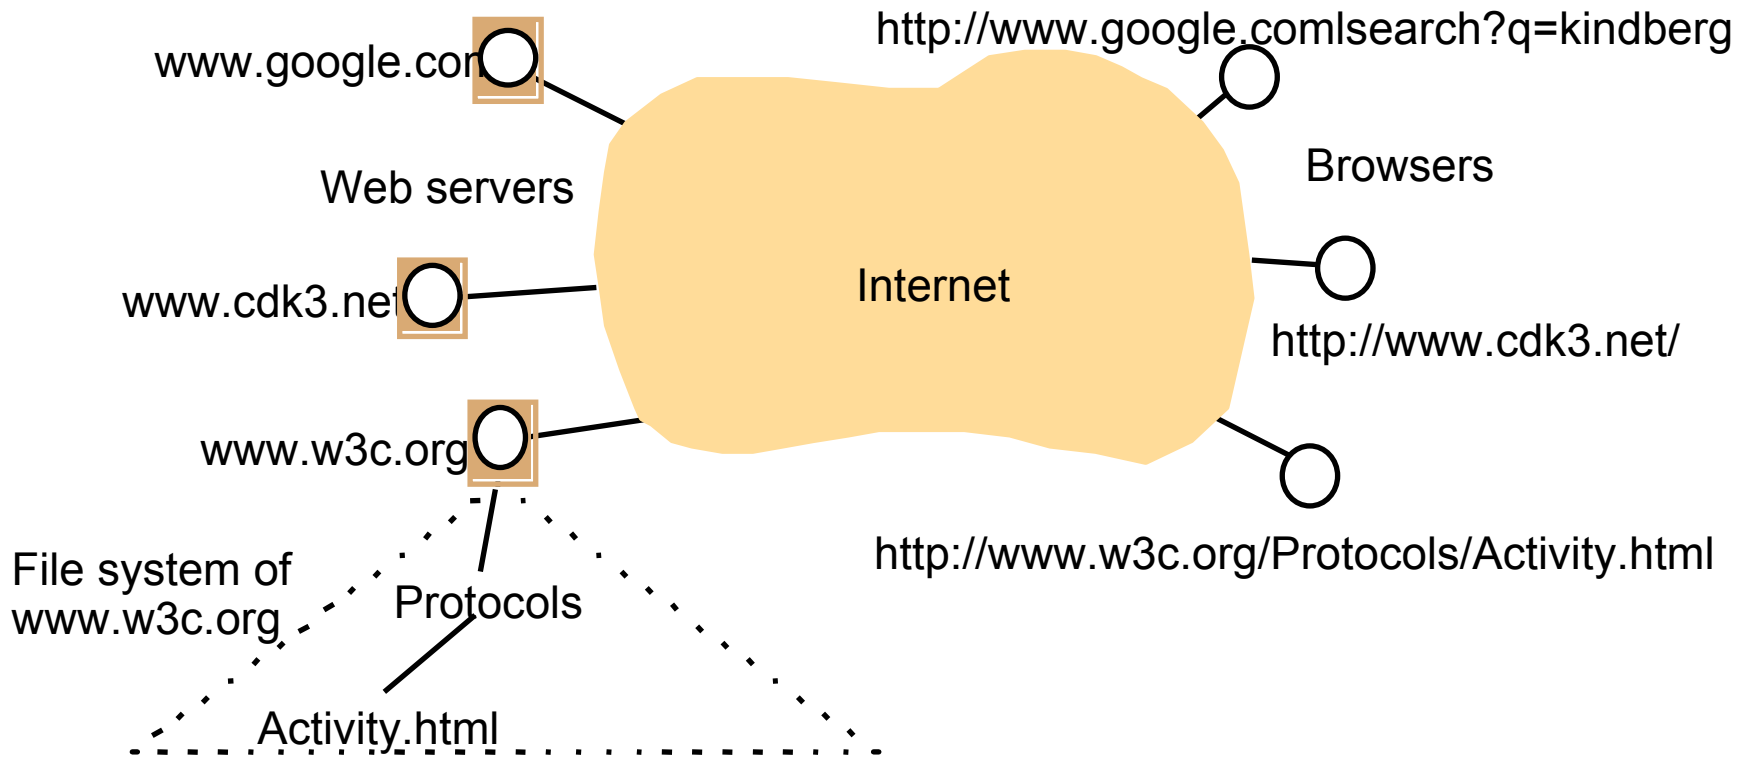 http://www.google.comlsearch?q=kindberg
www.google.com
Browsers
Web servers
Internet
www.cdk3.net
http://www.cdk3.net/
www.w3c.org
http://www.w3c.org/Protocols/Activity.html
File system of
www.w3c.org
Protocols
Activity.html